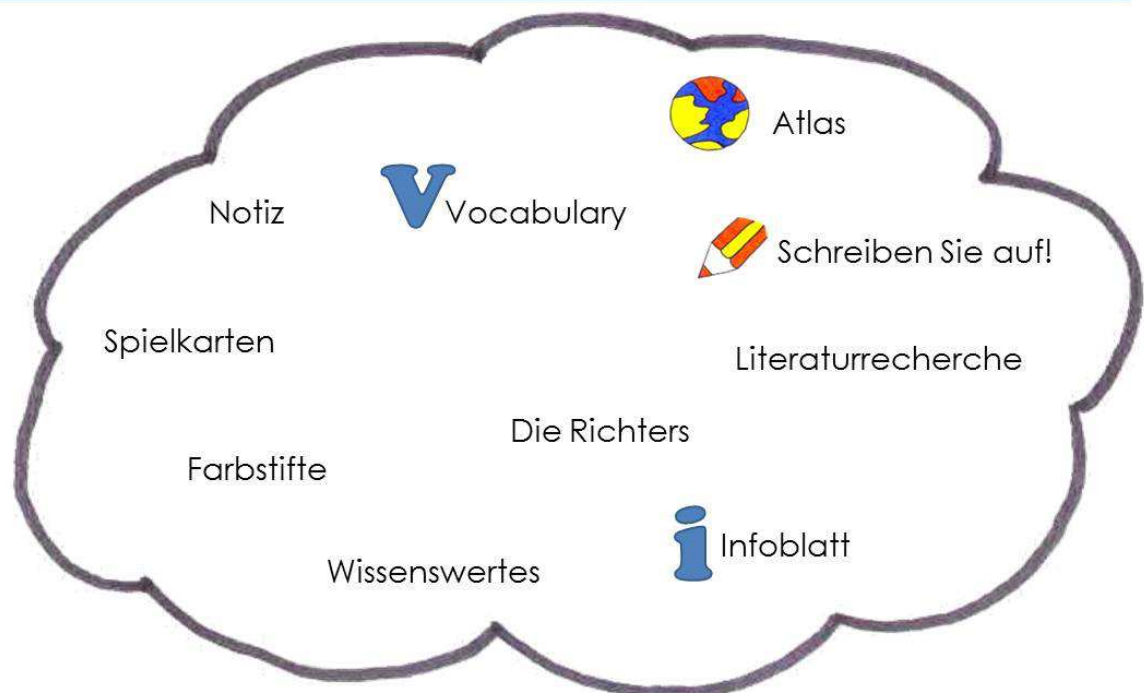 Atlas
Notiz
Vocabulary
Schreiben Sie auf!
Spielkarten
Literaturrecherche
Die Richters
Farbstifte
Infoblatt
Wissenswertes